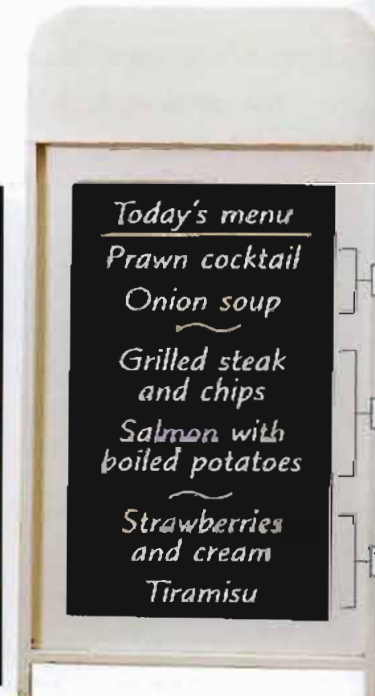 Today's menu
Prawn cocktail
Onion soup
Grilled steak
and chips
Salmon with
boiled potatoes
Strawberries
and cream
Tiramisu